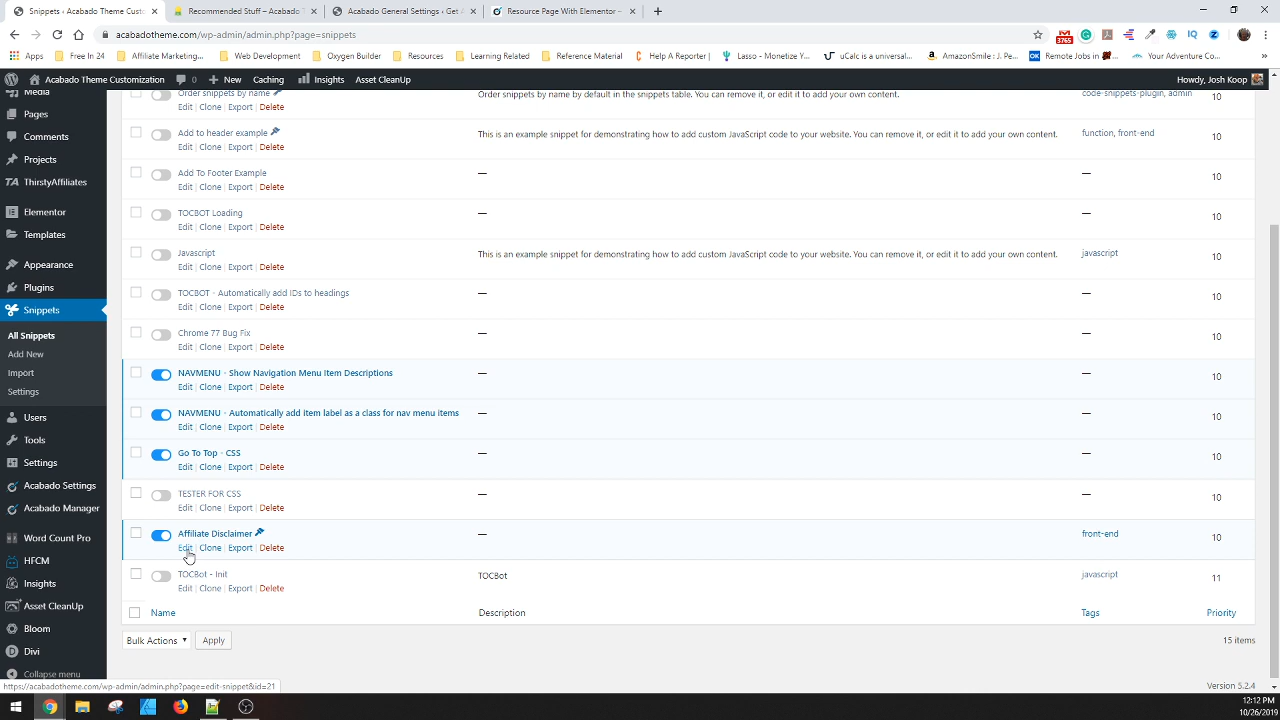 Snippets ‹ Acabado Theme Custo
Recommended Stuff – Acabado T
Acabado General Settings ‹ Get A
Resource Page With Elementor –
acabadotheme.com/wp-admin/admin.php?page=snippets
3765
Apps
Free In 24
Affiliate Marketing...
Web Development
Oxygen Builder
Resources
Learning Rented
Reference Material
Help A Reporter |
Lasso - Monetize Y...
uCalc is a universal...
AmazonSmile : J. Pe...
Remote Jobs in
Your Adventure Co...
Acabado Theme Customization
0
New
Caching
Insights
Asset CleanUp
Howdy, Josh Koop
Media
Pages
Comments
Projects
ThirstyAffiliates
Elementor
Templates
Appearance
Plugins
Snippets
All Snippets
Add New
Import
Settings
Users
Tools
Settings
Acabado Settings
Acabado Manager
Word Count Pro
HFCM
Insights
Asset CleanUp
Bloom
Divi
Collapse menu
Order snippets by name
Order snippets by name by default in the snippets table. You can remove it, or edit it to add your own content.
code-snippets-plugin, admin
10
Edit | Clone | Export | Delete
Add to header example
This is an example snippet for demonstrating how to add custom JavaScript code to your website. You can remove it, or edit it to add your own content.
function, front-end
10
Edit | Clone | Export | Delete
Add To Footer Example
—
—
10
Edit | Clone | Export | Delete
TOCBOT Loading
—
—
10
Edit | Clone | Export | Delete
Javascript
This is an example snippet for demonstrating how to add custom JavaScript code to your website. You can remove it, or edit it to add your own content.
javascript
10
Edit | Clone | Export | Delete
TOCBOT - Automatically add IDs to headings
—
—
10
Edit | Clone | Export | Delete
Chrome 77 Bug Fix
—
—
10
Edit | Clone | Export | Delete
NAVMENU - Show Navigation Menu Item Descriptions
—
—
10
Edit | Clone | Export | Delete
NAVMENU - Automatically add item label as a class for nav menu items
—
—
10
Edit | Clone | Export | Delete
Go To Top - CSS
—
—
10
Edit | Clone | Export | Delete
TESTER FOR CSS
—
—
10
Edit | Clone | Export | Delete
Affiliate Disclaimer
—
front-end
10
Edit | Clone | Export | Delete
TOCBot - Init
TOCBot
javascript
11
Edit | Clone | Export | Delete
Name
Description
Tags
Priority
Bulk Actions
Apply
15 items
https://acabadotheme.com/wp-admin/admin.php?page=edit-snippet&id=21
Version 5.2.4
12:12 PM
10/26/2019